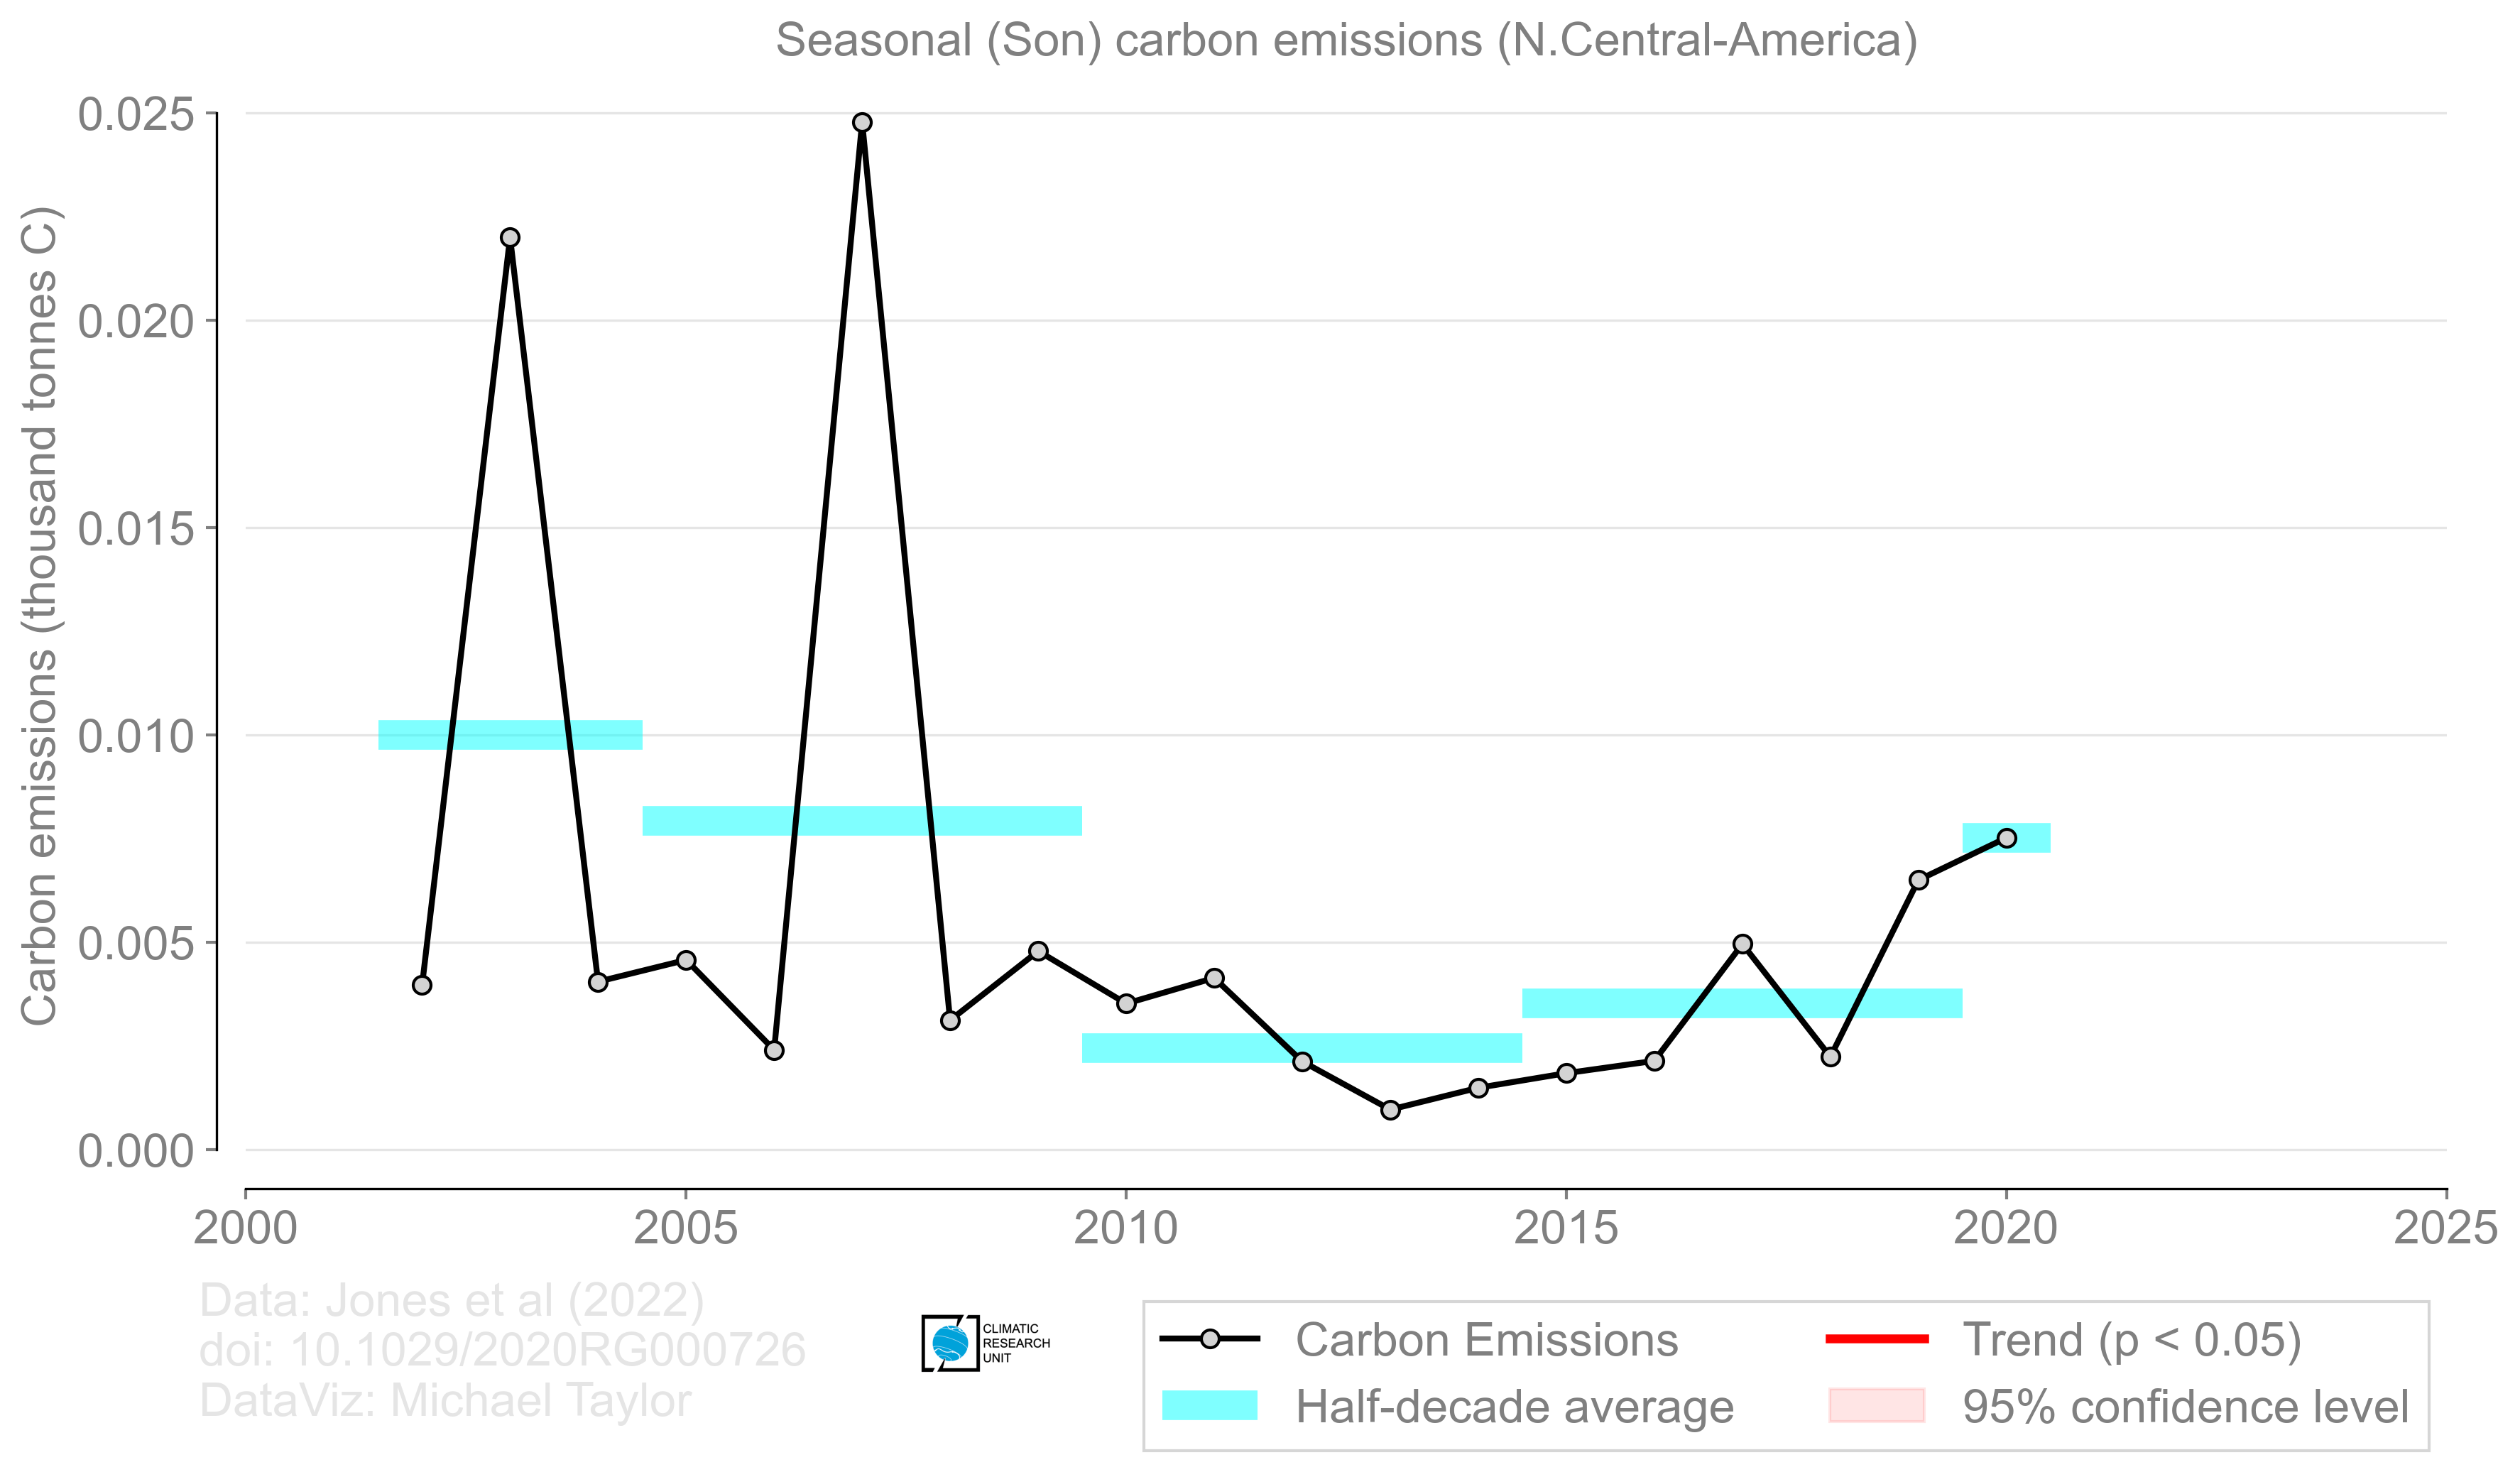 Seasonal (Son) carbon emissions (N.Central-America)
Carbon emissions (thousand tonnes C)
0.025
0.020
0.015
0.010
0.005
0.000
2000
2005
2010
2015
2020
2025
Data: Jones et al (2022)
doi: 10.1029/2020RG000726
DataViz: Michael Taylor
CLIMATIC
RESEARCH
UNIT
Carbon Emissions
Half-decade average
Trend (p < 0.05)
95% confidence level